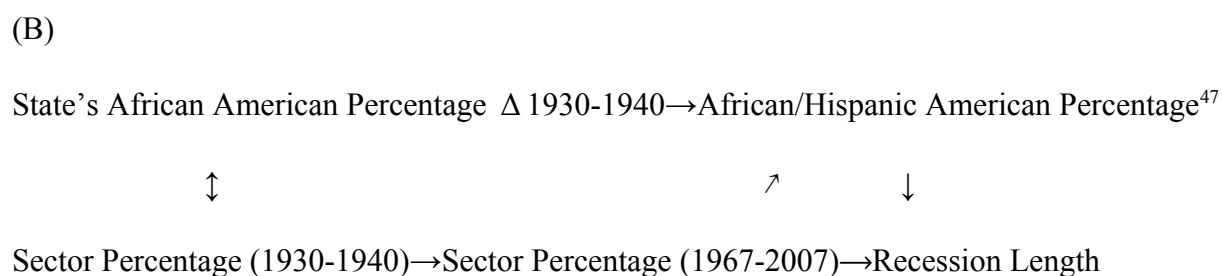 (B)
State’s African American Percentage Δ 1930-1940→African/Hispanic American Percentage⁴⁷
↕ ↗ ↓
Sector Percentage (1930-1940)→Sector Percentage (1967-2007)→Recession Length